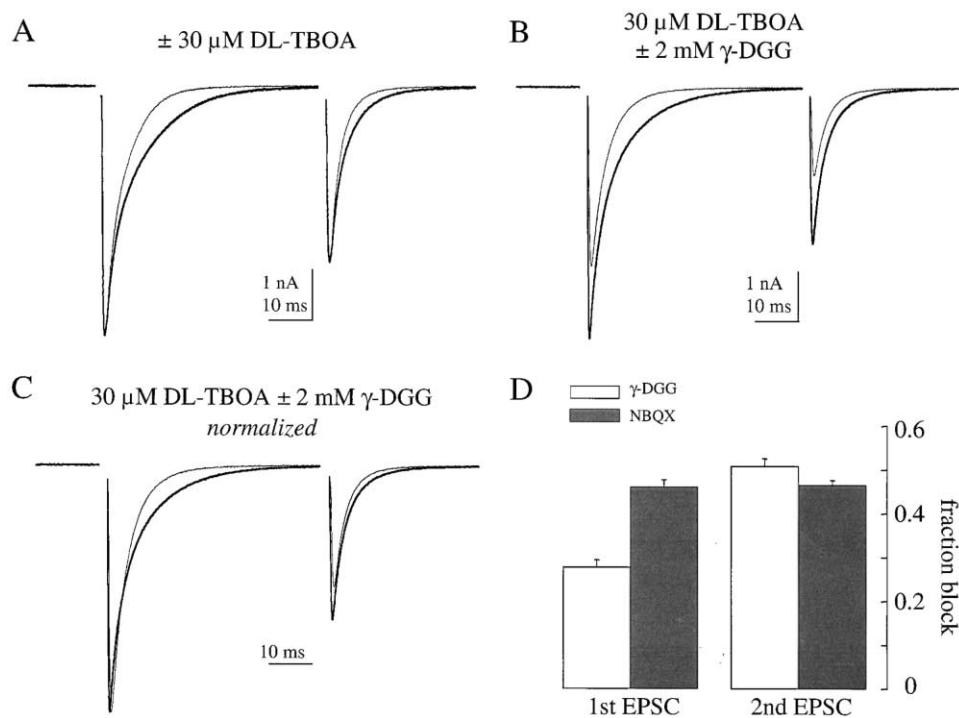 A
± 30 µM DL-TBOA
1 nA
10 ms
B
30 µM DL-TBOA
± 2 mM γ-DGG
1 nA
10 ms
C
30 µM DL-TBOA ± 2 mM γ-DGG
normalized
10 ms
D
γ-DGG
NBQX
0.6
0.4
0.2
0
fraction block
1st EPSC
2nd EPSC